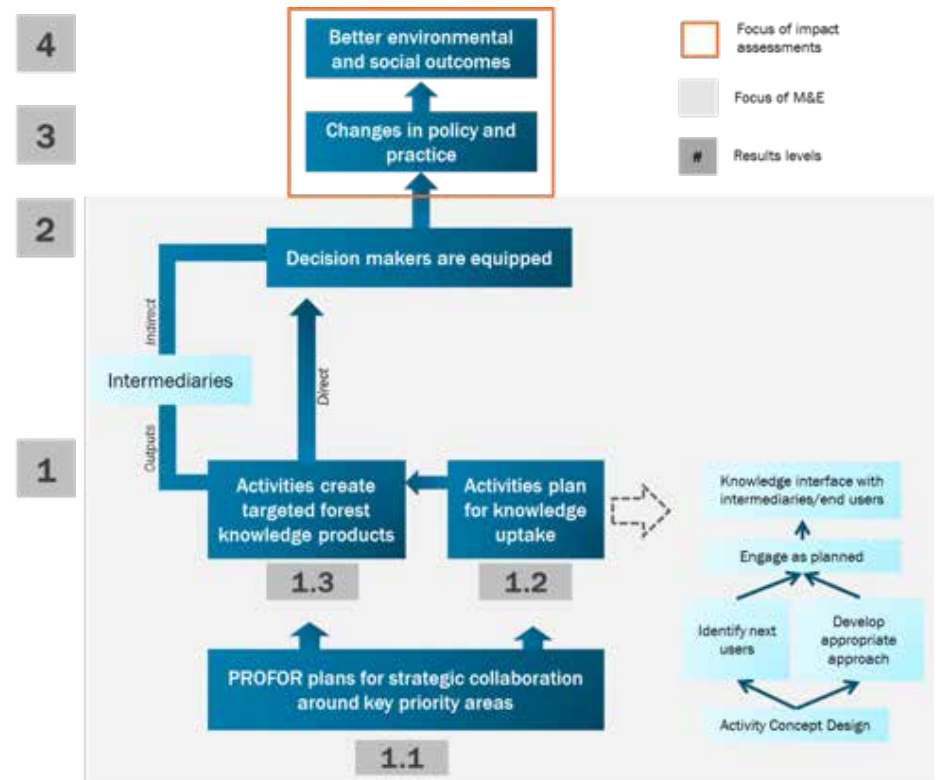 4
Better environmental
and social outcomes
Focus of impact
assessments
Focus of M&E
3
Changes in policy and
practice
#
Results levels
2
Decision makers are equipped
Indirect
Intermediaries
Direct
Outputs
1
Activities create
targeted forest
knowledge products
Activities plan
for knowledge
uptake
Knowledge interface with
intermediaries/end users
Engage as planned
1.3
1.2
Identify next
users
Develop
appropriate
approach
PROFOR plans for strategic collaboration
around key priority areas
Activity Concept Design
1.1